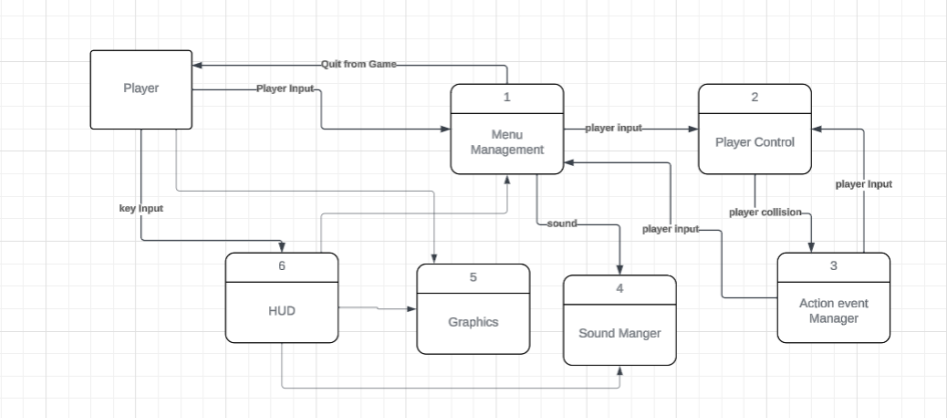 Quit from Game
Player
Player Input
1
Menu
Management
player input
2
Player Control
player Input
key Input
sound
player input
player collision
6
HUD
5
Graphics
4
Sound Manger
3
Action event
Manager